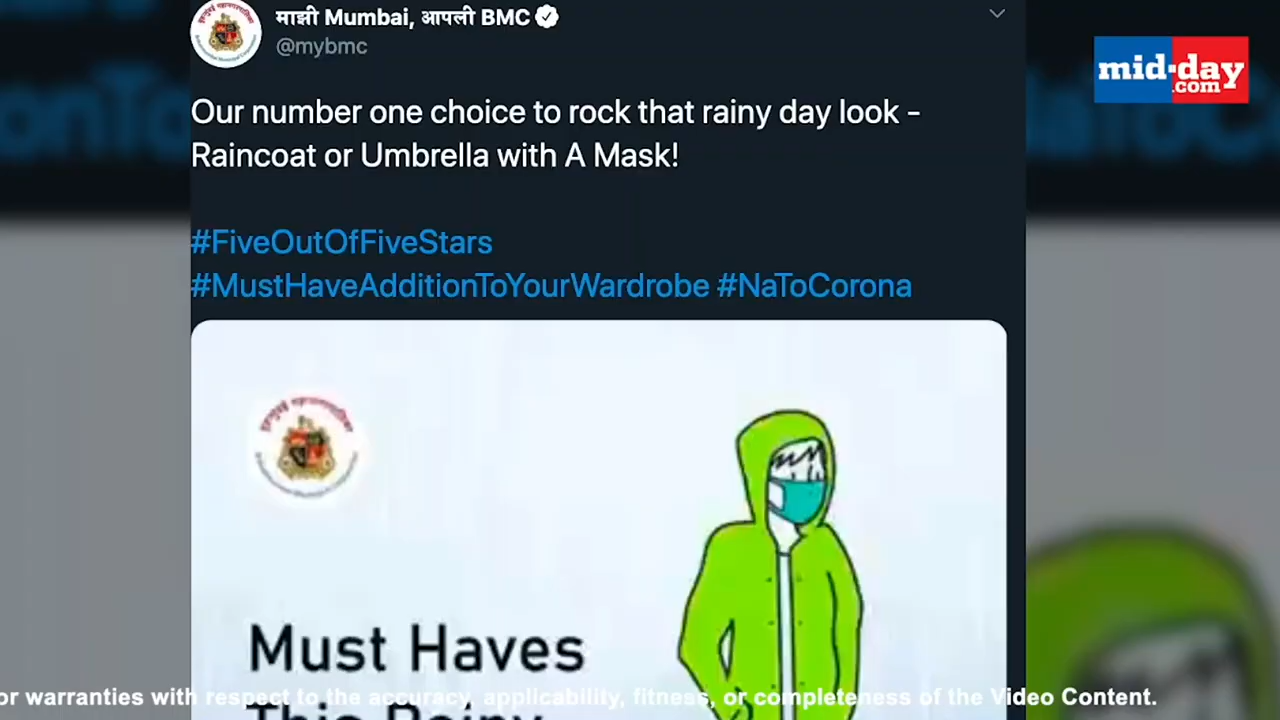 माझी Mumbai, आपली BMC
@mybmc
mid-day
.com
Our number one choice to rock that rainy day look -
Raincoat or Umbrella with A Mask!
#FiveOutOfFiveStars
#MustHaveAdditionToYourWardrobe #NaToCorona
Must Haves
This Rainy
or warranties with respect to the accuracy, applicability, fitness, or completeness of the Video Content.